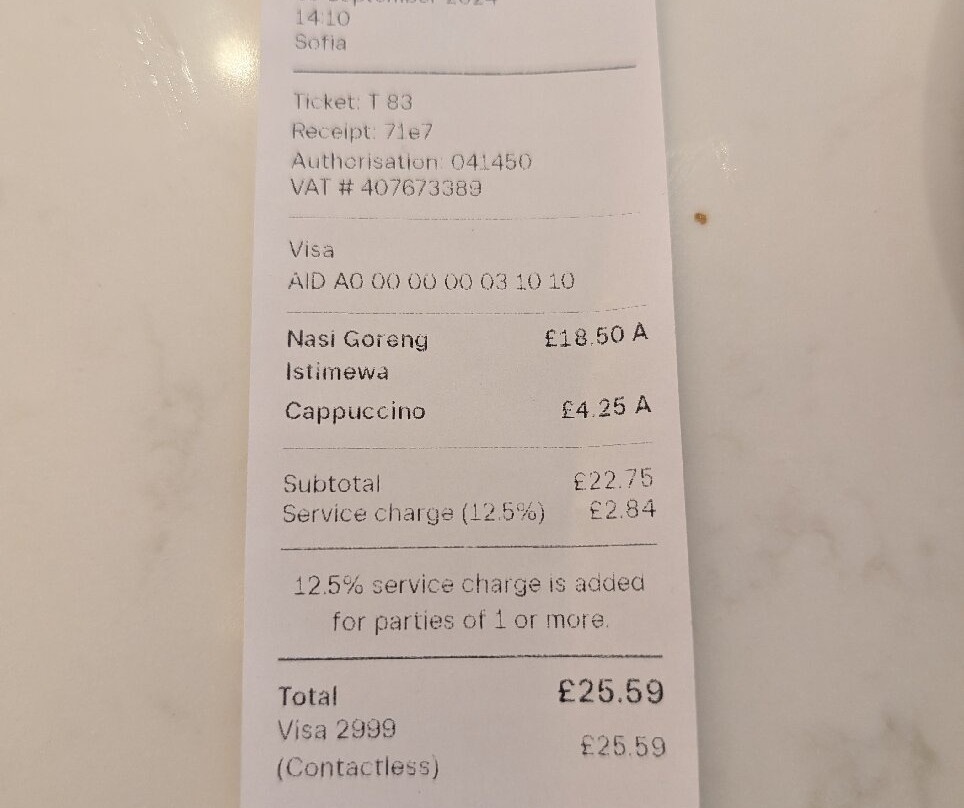 September 2024
14:10
Sofia
Ticket: T 83
Receipt: 71e7
Authorisation: 041450
VAT # 407673389
Visa
AID A0 00 00 00 03 10 10
Nasi Goreng £18.50 A
Istimewa
Cappuccino £4.25 A
Subtotal £22.75
Service charge (12.5%) £2.84
12.5% service charge is added
for parties of 1 or more.
Total £25.59
Visa 2999
£25.59
(Contactless)